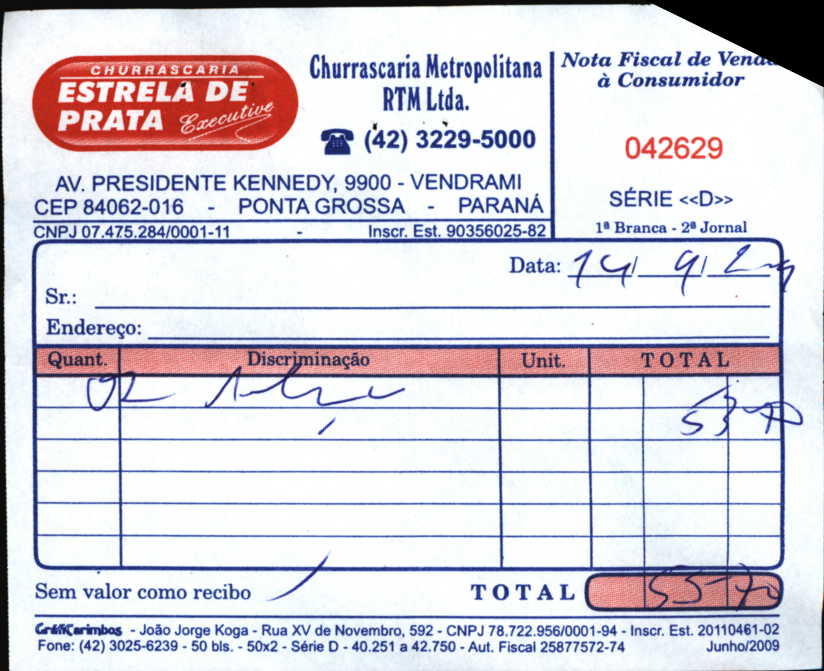 CHURRASCARIA
ESTRELA DE
PRATA Executive
Churrascaria Metropolitana
RTM Ltda.
(42) 3229-5000
AV. PRESIDENTE KENNEDY, 9900 - VENDRAMI
CEP 84062-016 - PONTA GROSSA - PARANÁ
CNPJ 07.475.284/0001-11 - Inscr. Est. 90356025-82
Nota Fiscal de Venda
à Consumidor
042629
SÉRIE <<D>>
1ª Branca - 2ª Jornal
Data: 14/ 9/
Sr.:
Endereço:
Quant. Discriminação Unit. TOTAL
02
Sem valor como recibo TOTAL
GráfiCarimbos - João Jorge Koga - Rua XV de Novembro, 592 - CNPJ 78.722.956/0001-94 - Inscr. Est. 20110461-02
Fone: (42) 3025-6239 - 50 bls. - 50x2 - Série D - 40.251 a 42.750 - Aut. Fiscal 25877572-74 Junho/2009